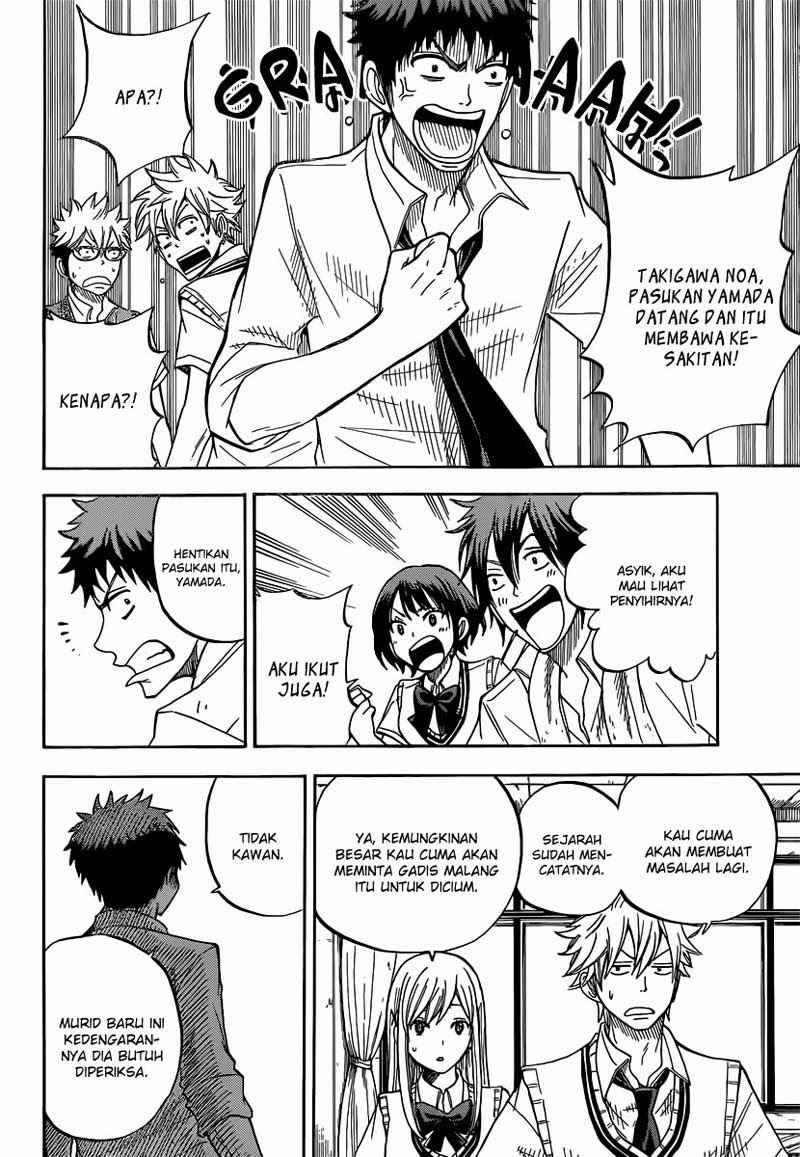 GRA
AAAH!
APA?!
TAKIGAWA NOA,
PASUKAN YAMADA
DATANG DAN ITU
MEMBAWA KE-
SAKITAN!
KENAPA?!
ASYIK, AKU
MAU LIHAT
PENYIHIRNYA!
AKU IKUT
JUGA!
HENTIKAN
PASUKAN ITU,
YAMADA.
KAU CUMA
AKAN MEMBUAT
MASALAH LAGI.
SEJARAH
SUDAH MEN-
CATATNYA.
YA, KEMUNGKINAN
BESAR KAU CUMA AKAN
MEMINTA GADIS MALANG
ITU UNTUK DICIUM.
TIDAK
KAWAN.
MURID BARU INI
KEDENGARAN-
NYA DIA BUTUH
DIPERIKSA.